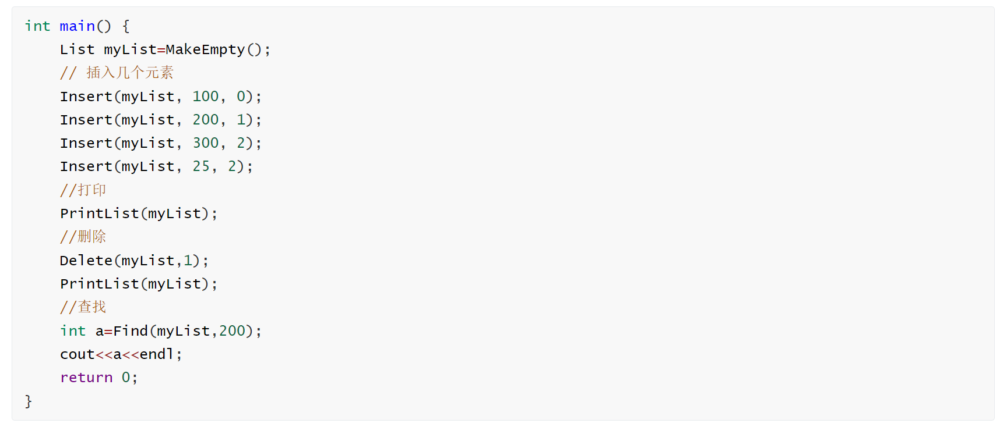 int main() {
    List myList=MakeEmpty();
    // 插入几个元素
    Insert(myList, 100, 0);
    Insert(myList, 200, 1);
    Insert(myList, 300, 2);
    Insert(myList, 25, 2);
    //打印
    PrintList(myList);
    //删除
    Delete(myList,1);
    PrintList(myList);
    //查找
    int a=Find(myList,200);
    cout<<a<<endl;
    return 0;
}